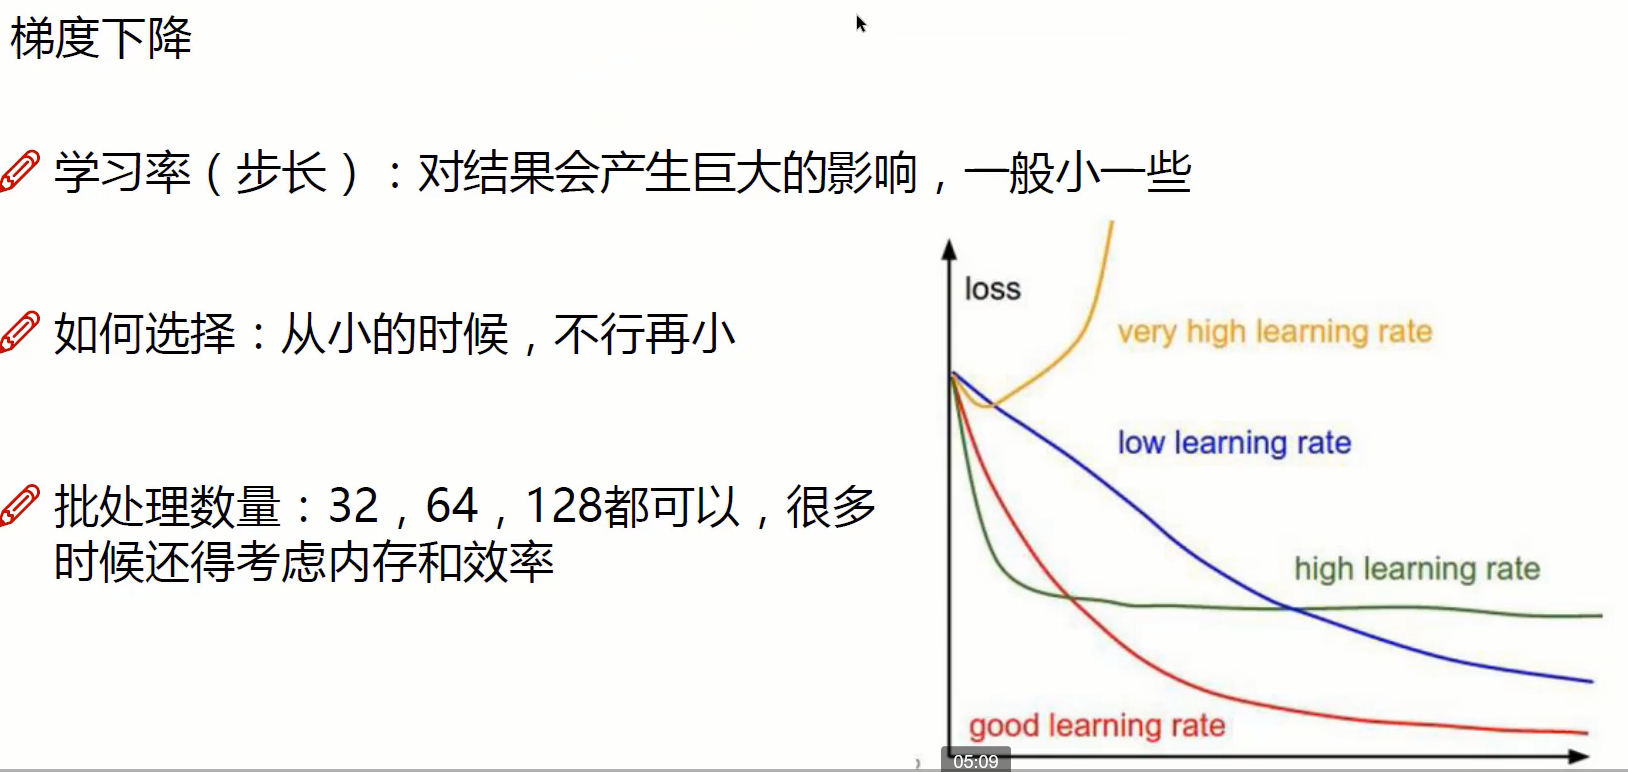 梯度下降
学习率（步长）：对结果会产生巨大的影响，一般小一些
loss
very high learning rate
如何选择：从小的时候，不行再小
low learning rate
批处理数量：32，64，128都可以，很多
时候还得考虑内存和效率
high learning rate
good learning rate
05:09